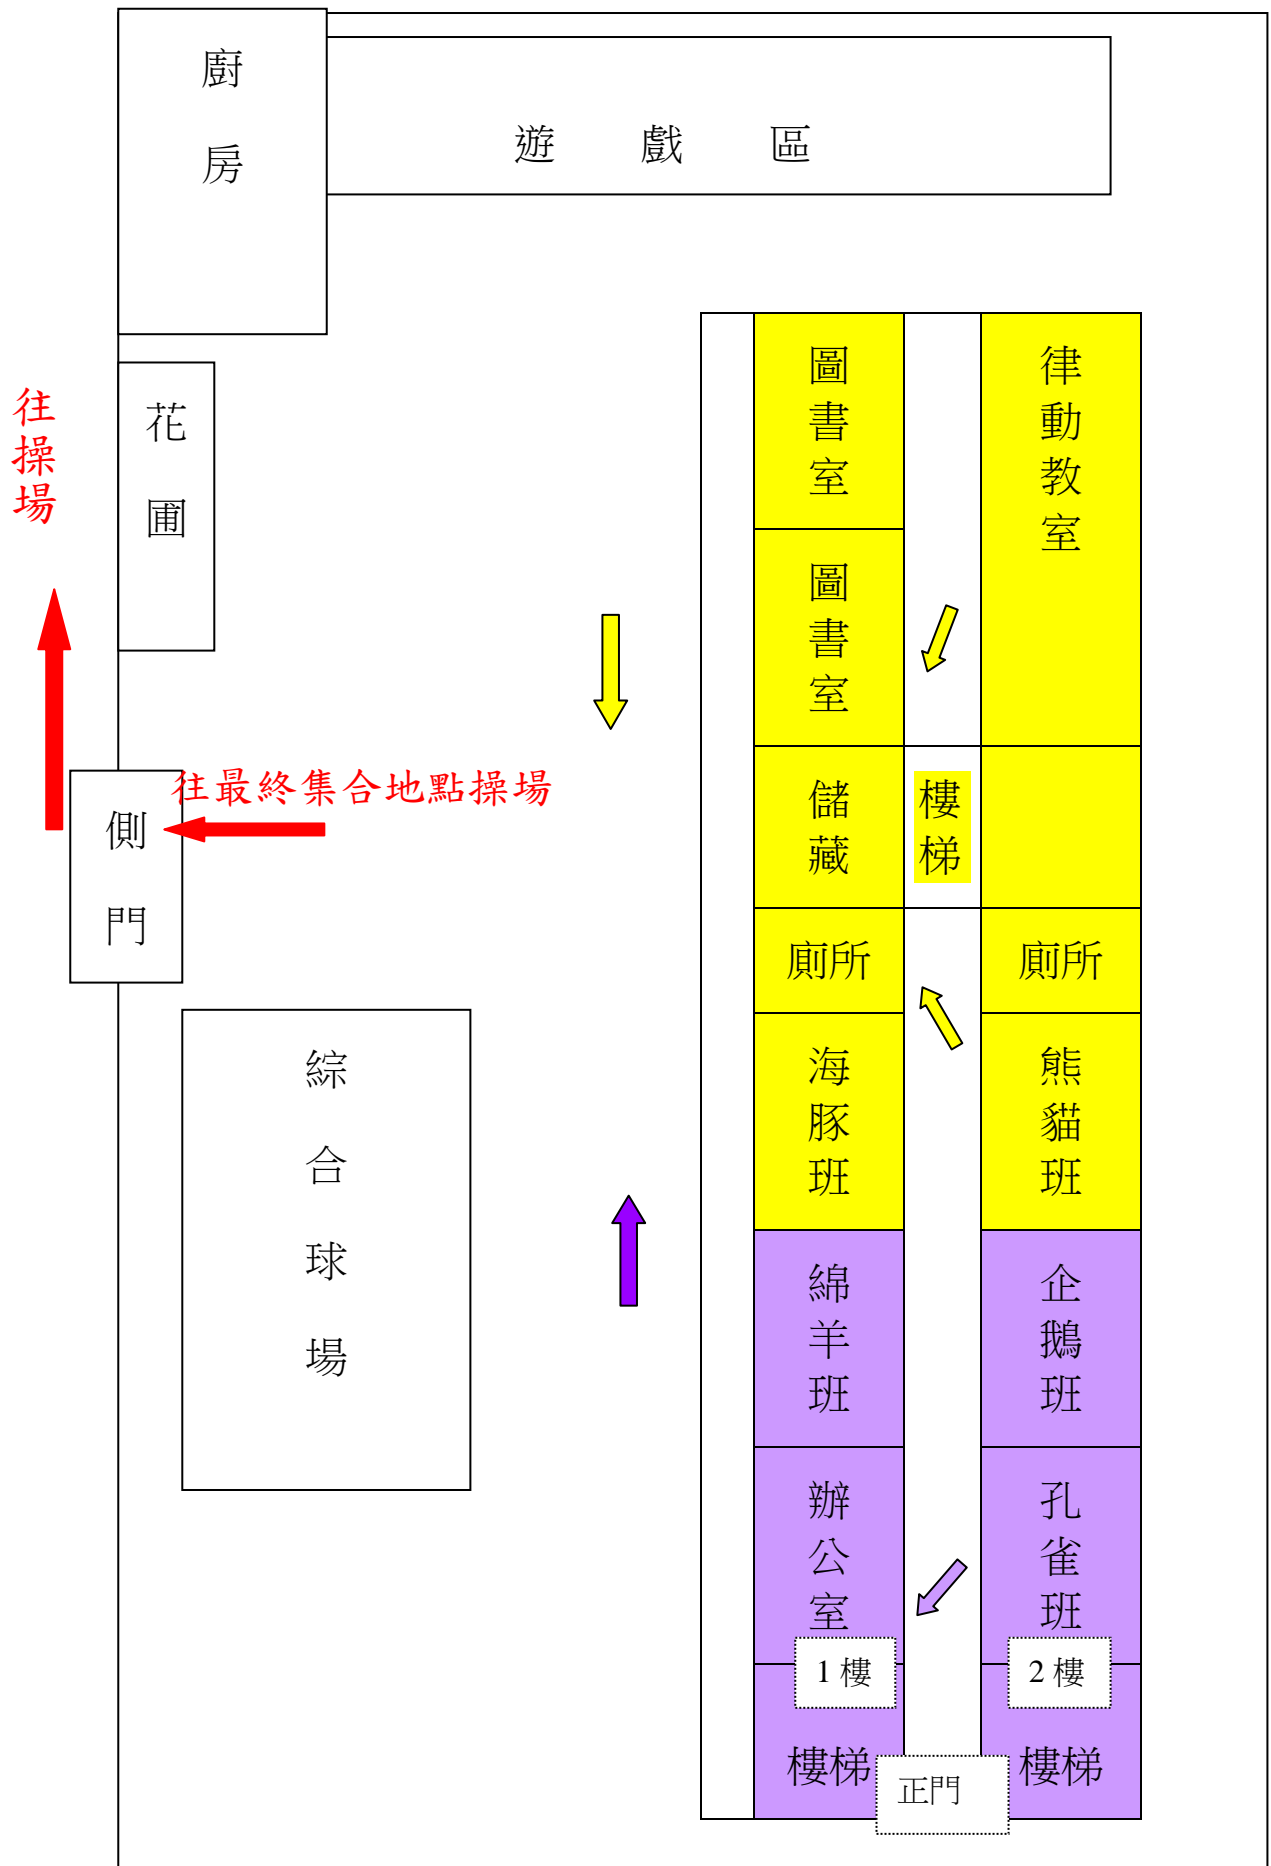 廚房
遊戲區
往操場
花圃
圖書室
律動教室
圖書室
往最終集合地點操場
側門
儲藏
樓梯
廁所
廁所
海豚班
熊貓班
綜合球場
綿羊班
企鵝班
辦公室
孔雀班
1 樓
2 樓
樓梯
正門
樓梯